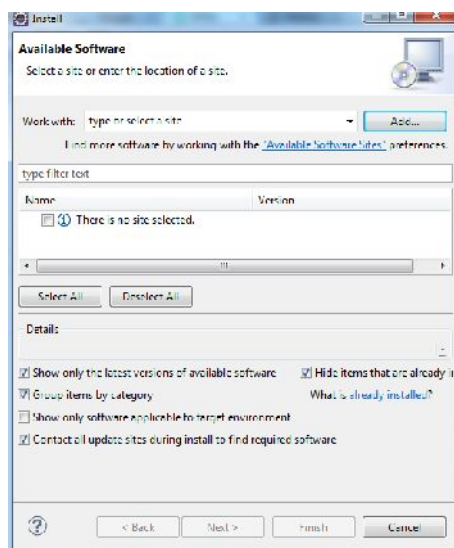 Install
Available Software
Select a site or enter the location of a site.
Work with: type or select a site
Add...
Find more software by working with the "Available Software Sites" preferences.
type filter text
Name Version
There is no site selected.
Select All Deselect All
Details
Show only the latest versions of available software Hide items that are already i
Group items by category What is already installed?
Show only software applicable to target environment
Contact all update sites during install to find required software
? < Back Next > Finish Cancel